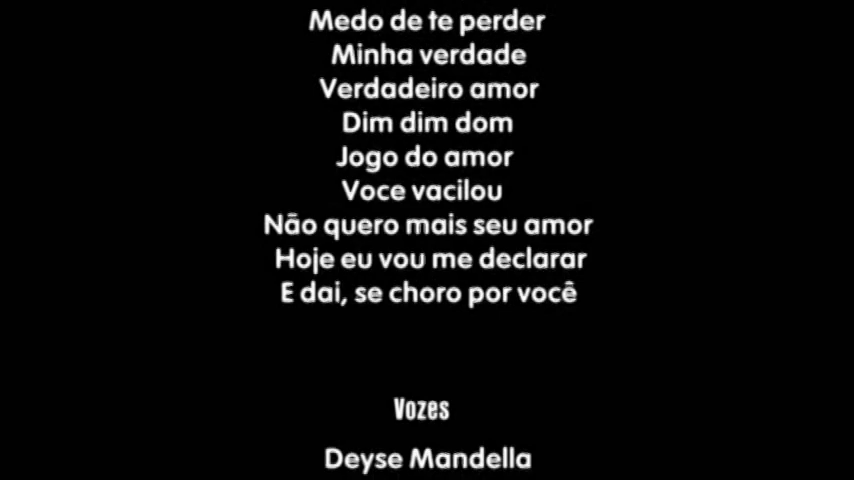 Medo de te perder
Minha verdade
Verdadeiro amor
Dim dim dom
Jogo do amor
Voce vacilou
Não quero mais seu amor
Hoje eu vou me declarar
E dai, se choro por você
Vozes
Deyse Mandella